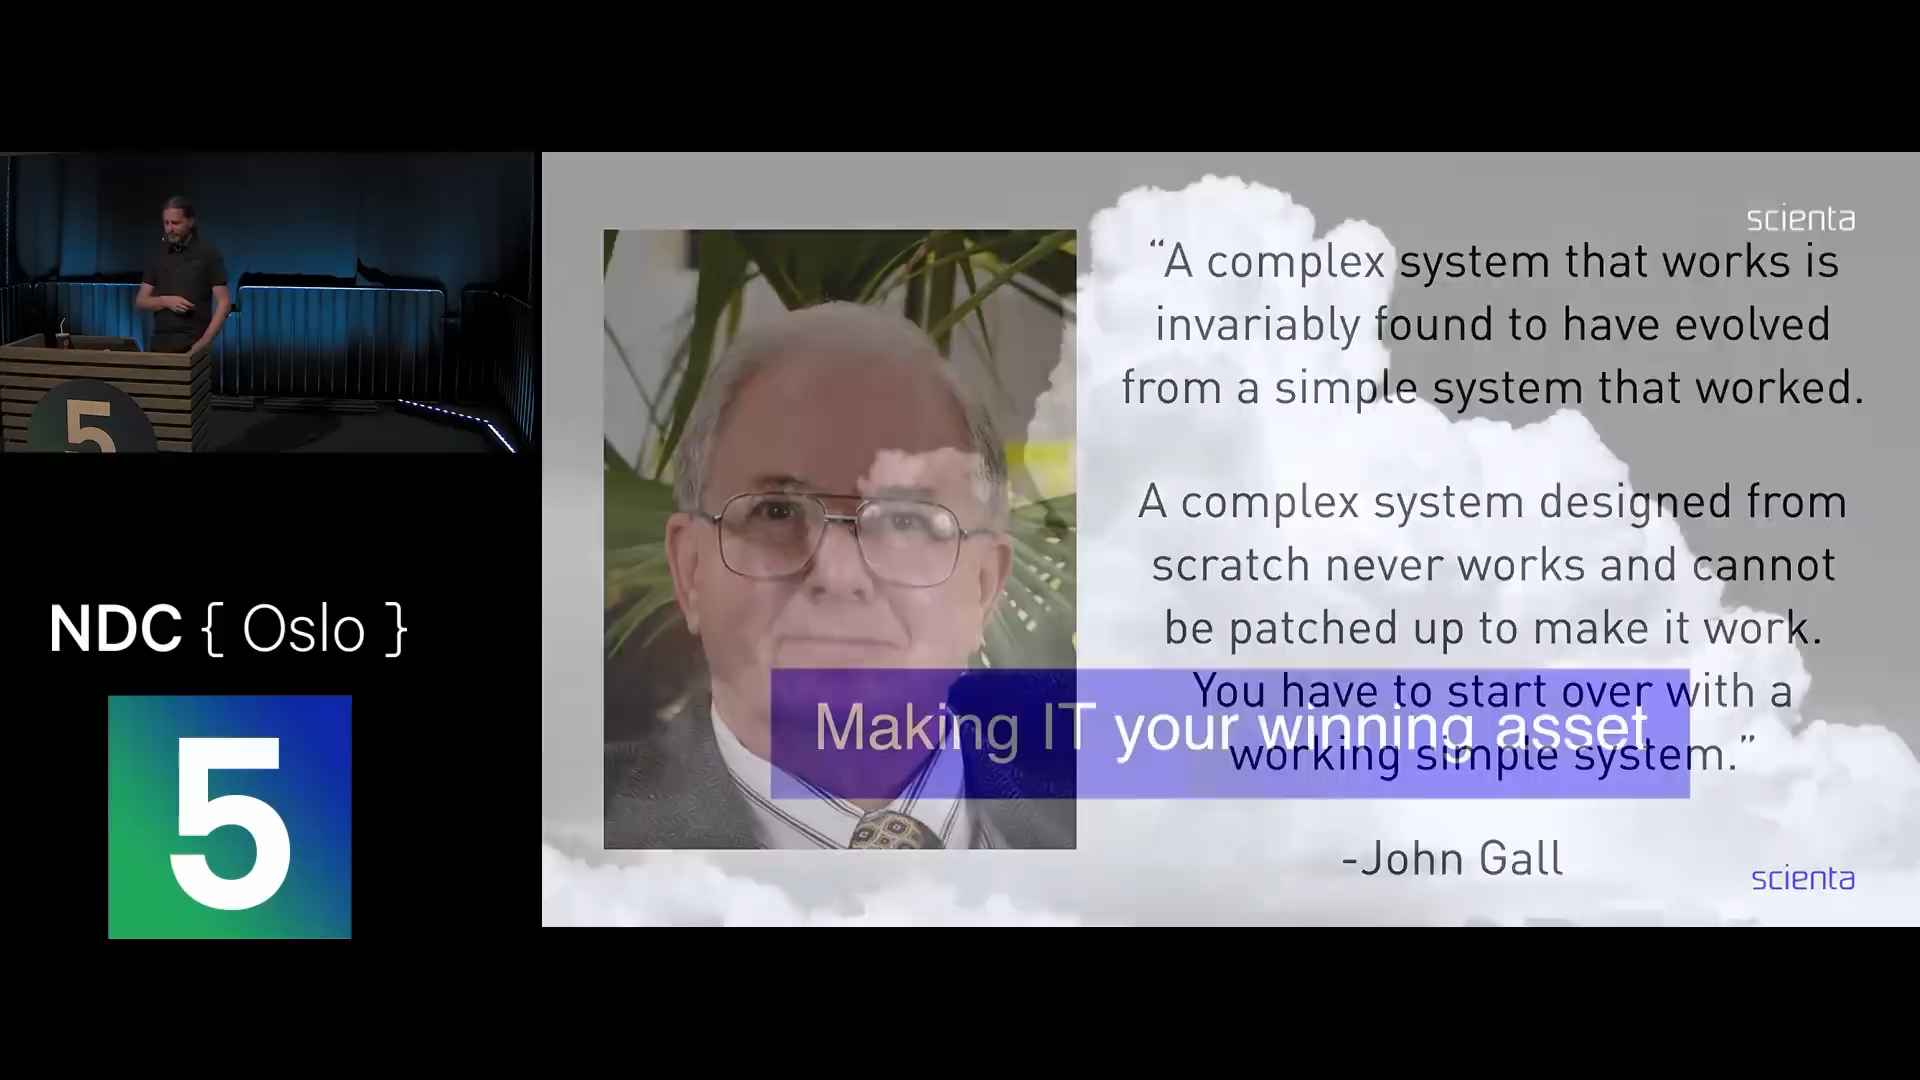 5
NDC { Oslo }
5
scienta
“A complex system that works is
invariably found to have evolved
from a simple system that worked.
A complex system designed from
scratch never works and cannot
be patched up to make it work.
You have to start over with a
working simple system.”
Making IT your winning asset
-John Gall
scienta